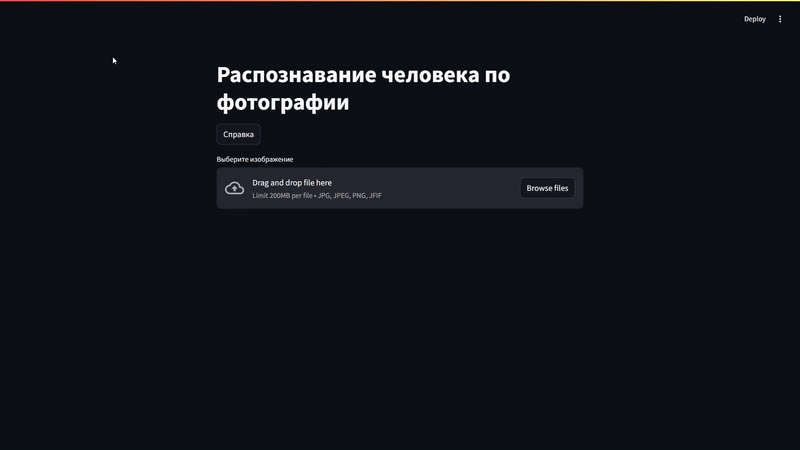 Deploy
Распознавание человека по
фотографии
Справка
Выберите изображение
Drag and drop file here
Limit 200MB per file • JPG, JPEG, PNG, JFIF
Browse files